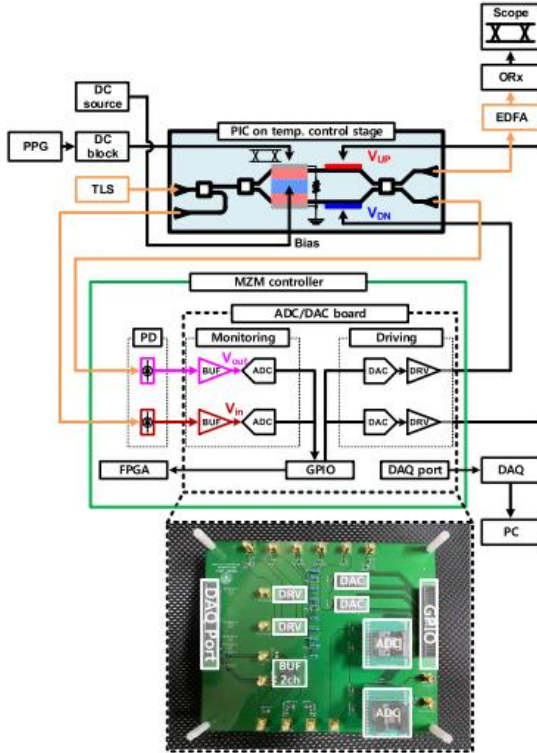 Scope
ORx
EDFA
DC
source
PPG
DC
block
PIC on temp. control stage
TLS
V_UP
V_DN
Bias
MZM controller
ADC/DAC board
PD
Monitoring
Driving
BUF
V_out
ADC
DAC
DRV
BUF
V_in
ADC
DAC
DRV
FPGA
GPIO
DAQ port
DAQ
PC
DAQ Port
DRV
DRV
BUF
2ch
DAC
DAC
ADC
ADC
GPIO